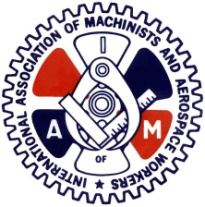 INTERNATIONAL ASSOCIATION OF MACHINISTS AND AEROSPACE WORKERS ★
I
A M
OF